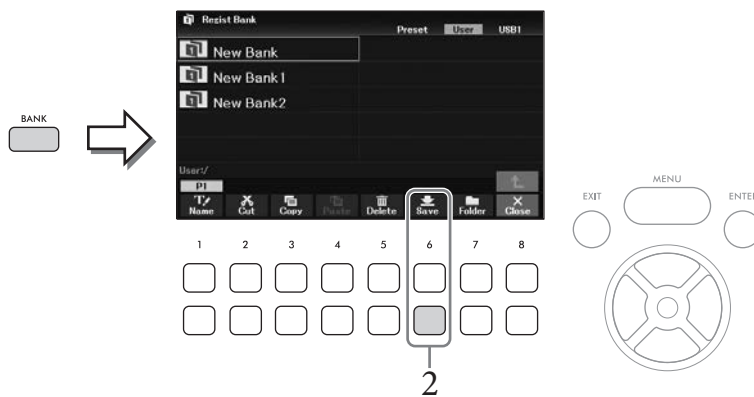 Regist Bank
Preset User USB1
New Bank
New Bank1
New Bank2
BANK
User:/
P1
Name Cut Copy Paste Delete Save Folder Close
EXIT MENU ENTER
1 2 3 4 5 6 7 8
2